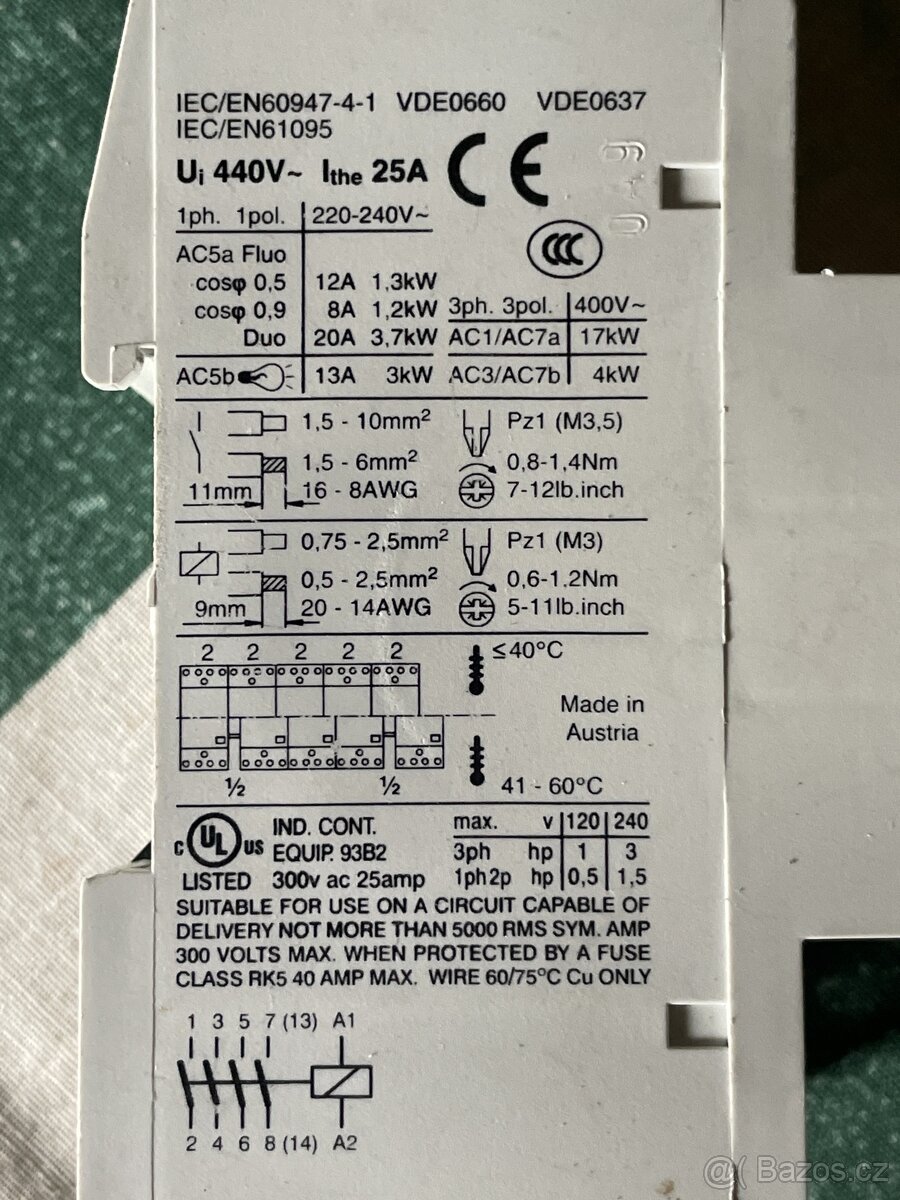 IEC/EN60947-4-1 VDE0660 VDE0637
IEC/EN61095
Ui 440V~ Ithe 25A CE
1ph. 1pol. 220-240V~
CCC
AC5a Fluo
cosφ 0,5 12A 1,3kW
cosφ 0,9 8A 1,2kW
Duo 20A 3,7kW
AC5b 13A 3kW
3ph. 3pol. 400V~
AC1/AC7a 17kW
AC3/AC7b 4kW
1,5 - 10mm² Pz1 (M3,5)
1,5 - 6mm² 0,8-1,4Nm
11mm 16 - 8AWG 7-12lb.inch
0,75 - 2,5mm² Pz1 (M3)
0,5 - 2,5mm² 0,6-1.2Nm
9mm 20 - 14AWG 5-11lb.inch
2 2 2 2 2 ≤40°C
Made in
Austria
½ ½ 41 - 60°C
C UL US LISTED
IND. CONT.
EQUIP. 93B2
300v ac 25amp
max. v 120 240
3ph hp 1 3
1ph 2p hp 0,5 1,5
SUITABLE FOR USE ON A CIRCUIT CAPABLE OF
DELIVERY NOT MORE THAN 5000 RMS SYM. AMP
300 VOLTS MAX. WHEN PROTECTED BY A FUSE
CLASS RK5 40 AMP MAX. WIRE 60/75°C Cu ONLY
1 3 5 7 (13) A1
2 4 6 8 (14) A2
@( Bazos.cz